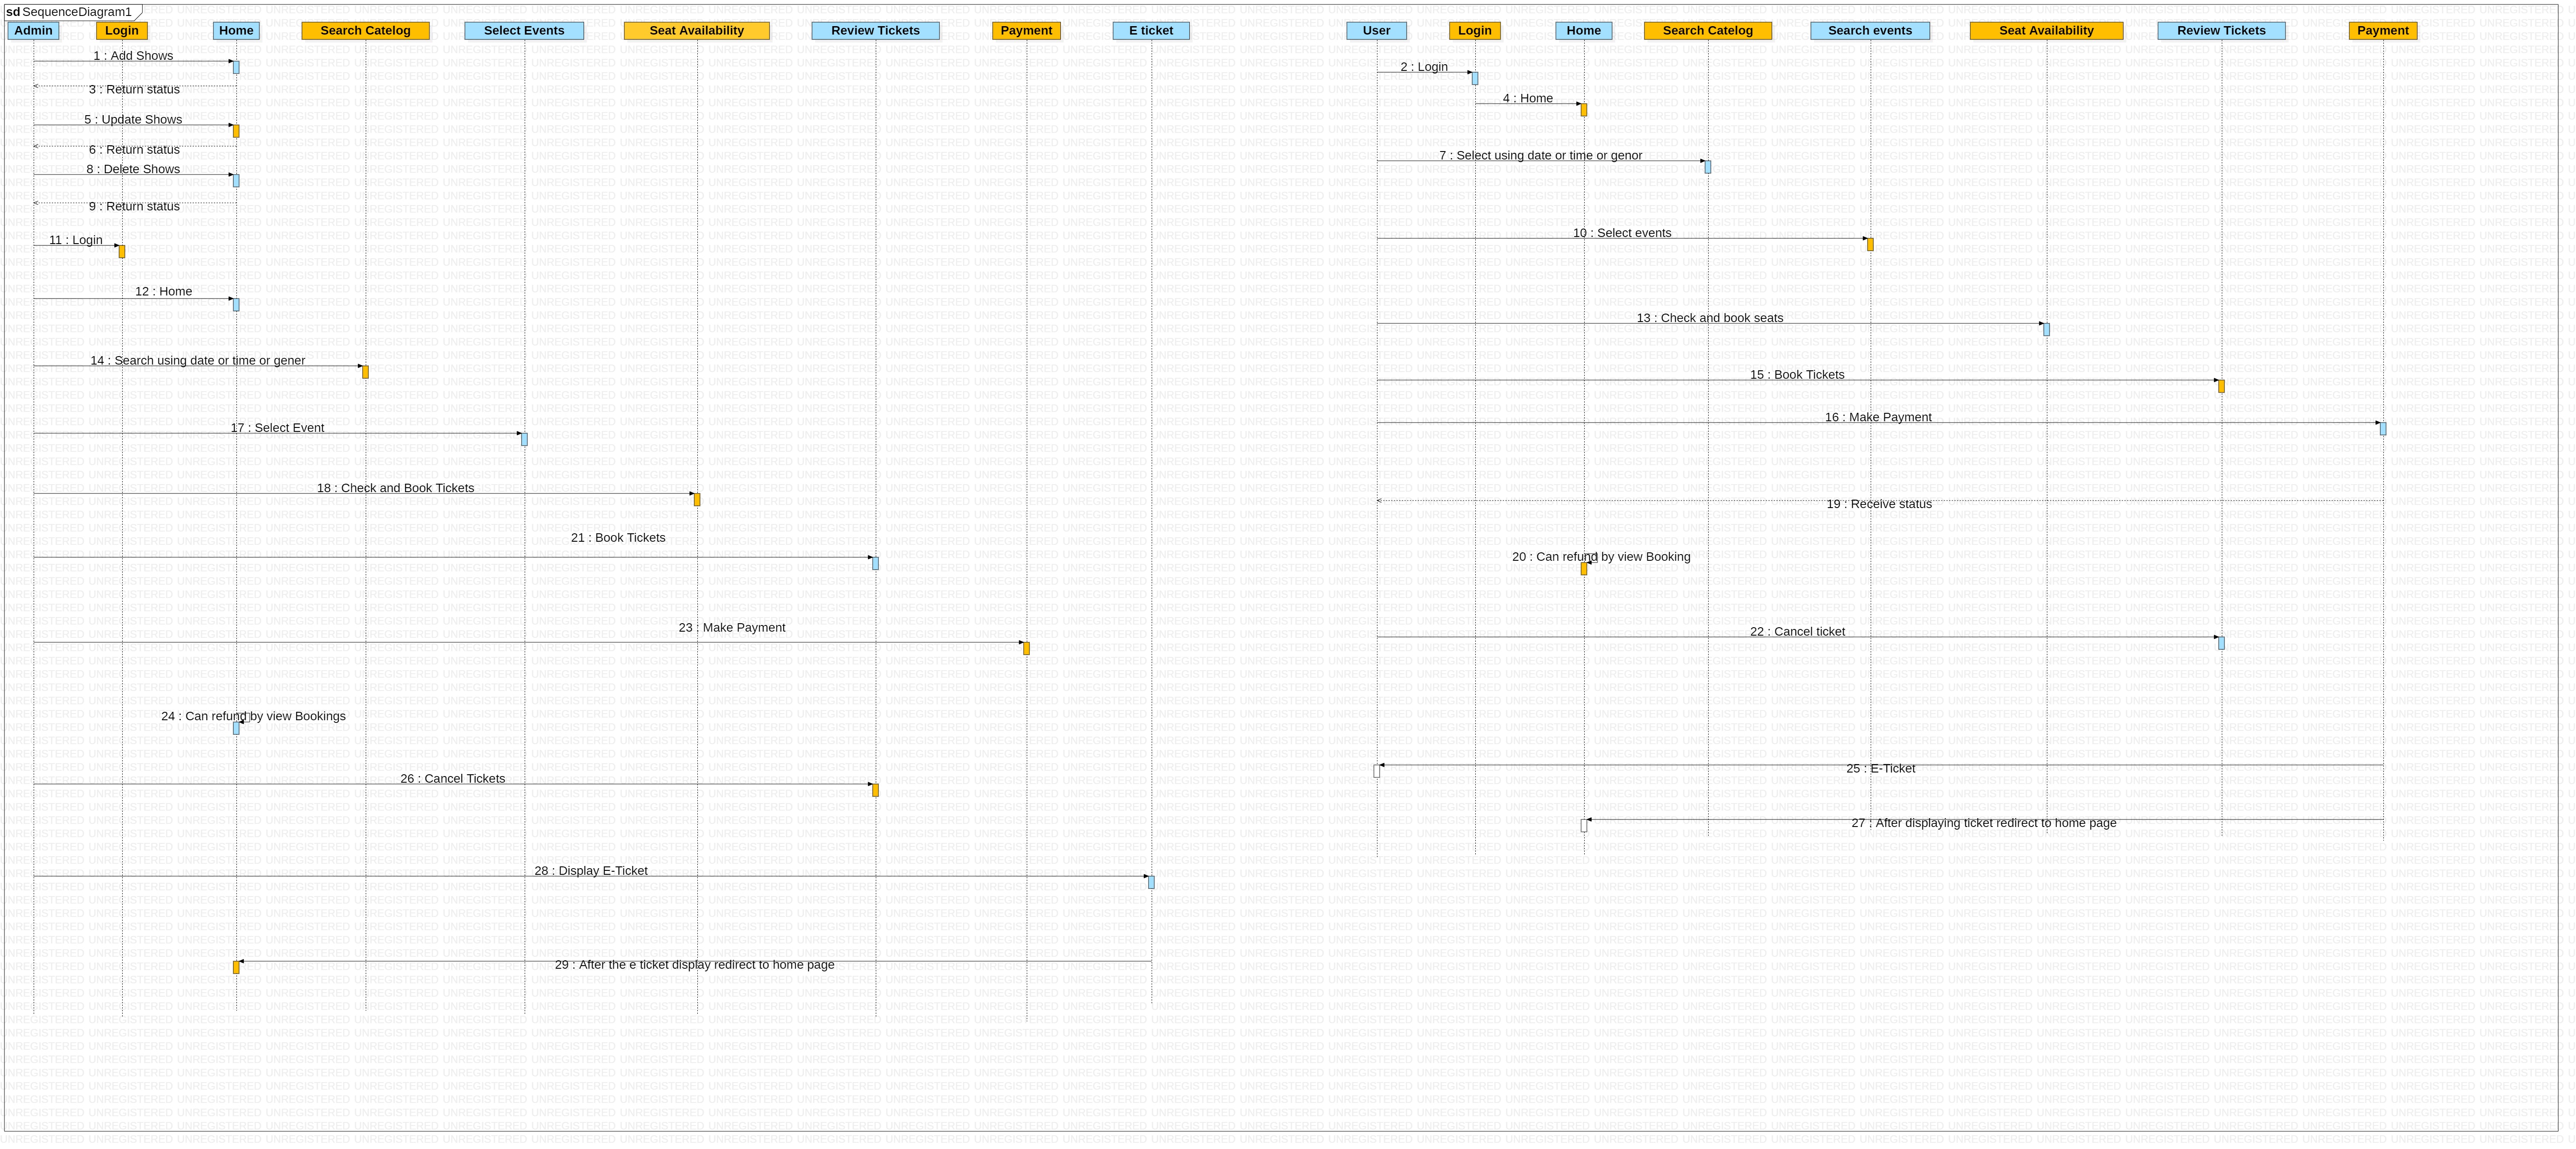 sd SequenceDiagram1
Admin
Login
Home
Search Catelog
Select Events
Seat Availability
Review Tickets
Payment
E ticket
User
Login
Home
Search Catelog
Search events
Seat Availability
Review Tickets
Payment
1 : Add Shows
2 : Login
3 : Return status
4 : Home
5 : Update Shows
6 : Return status
7 : Select using date or time or genor
8 : Delete Shows
9 : Return status
10 : Select events
11 : Login
12 : Home
13 : Check and book seats
14 : Search using date or time or gener
15 : Book Tickets
16 : Make Payment
17 : Select Event
18 : Check and Book Tickets
19 : Receive status
20 : Can refund by view Booking
21 : Book Tickets
22 : Cancel ticket
23 : Make Payment
24 : Can refund by view Bookings
25 : E-Ticket
26 : Cancel Tickets
27 : After displaying ticket redirect to home page
28 : Display E-Ticket
29 : After the e ticket display redirect to home page
UNREGISTERED